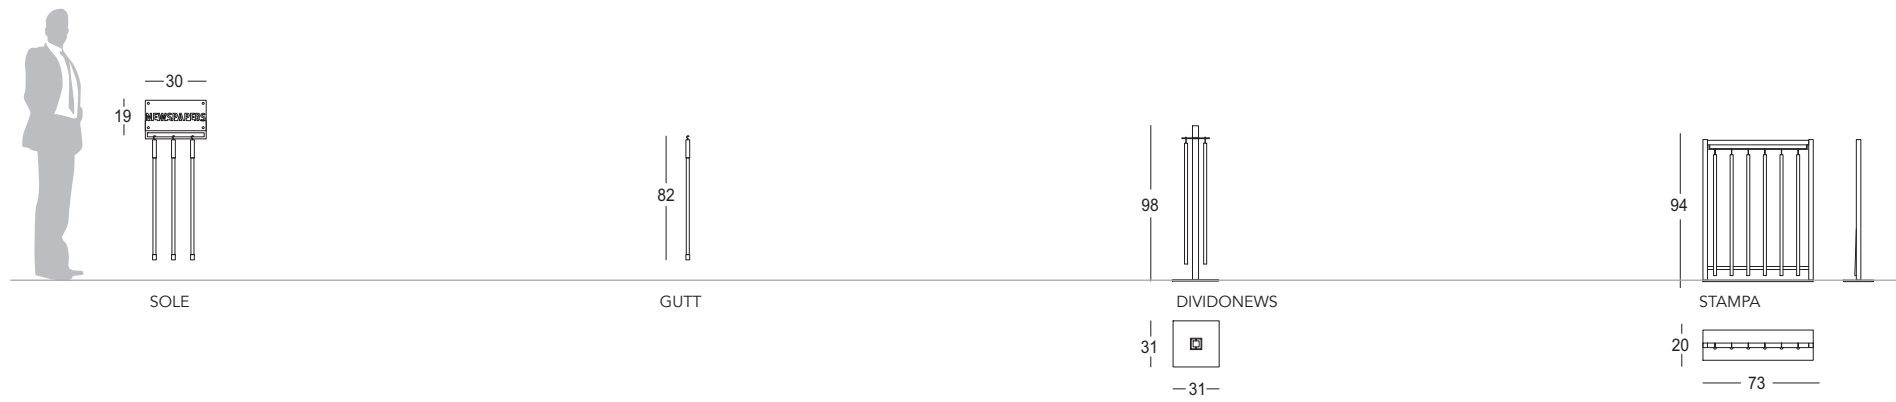 30
19
NEWSPAPERS
SOLE
82
GUTT
98
DIVIDONEWS
31
31
94
STAMPA
20
73